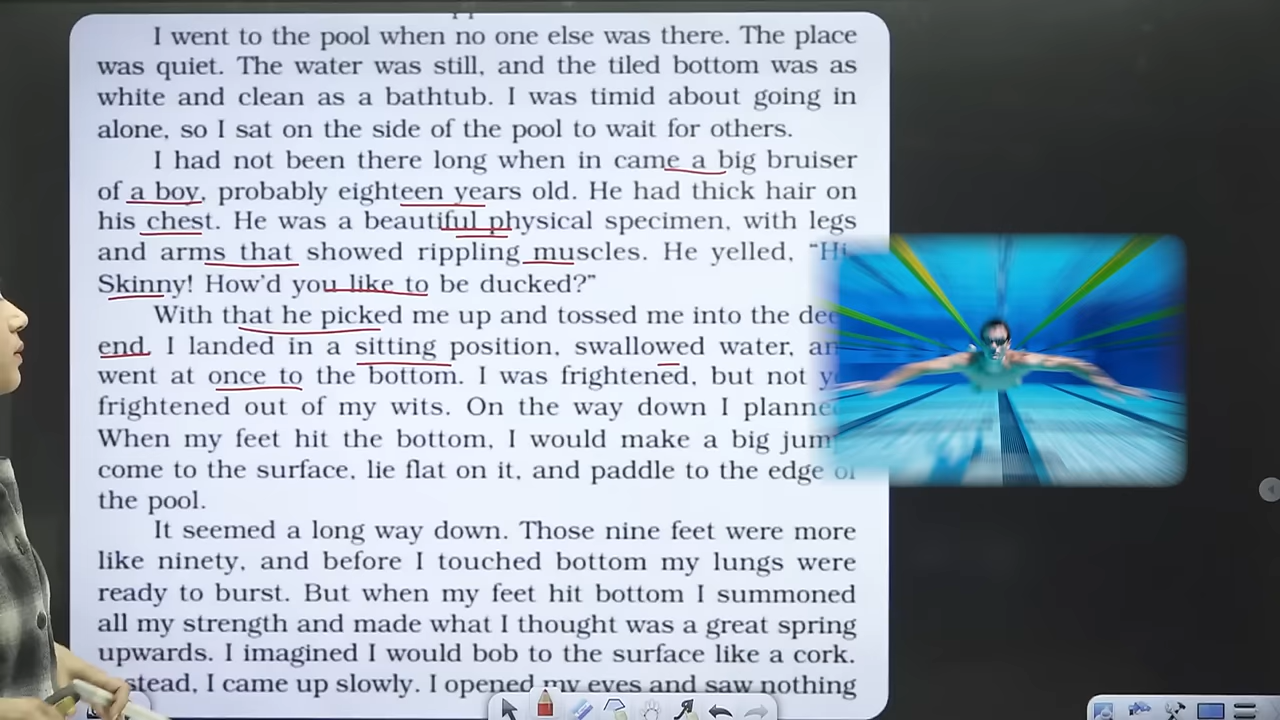 I went to the pool when no one else was there. The place
was quiet. The water was still, and the tiled bottom was as
white and clean as a bathtub. I was timid about going in
alone, so I sat on the side of the pool to wait for others.
I had not been there long when in came a big bruiser
of a boy, probably eighteen years old. He had thick hair on
his chest. He was a beautiful physical specimen, with legs
and arms that showed rippling muscles. He yelled, “Hi,
Skinny! How’d you like to be ducked?”
With that he picked me up and tossed me into the
end. I landed in a sitting position, swallowed water,
went at once to the bottom. I was frightened, but not
frightened out of my wits. On the way down I
When my feet hit the bottom, I would make a big
come to the surface, lie flat on it, and paddle to the edge of
the pool.
It seemed a long way down. Those nine feet were more
like ninety, and before I touched bottom my lungs were
ready to burst. But when my feet hit bottom I summoned
all my strength and made what I thought was a great spring
upwards. I imagined I would bob to the surface like a cork.
I came up slowly. I opened my eyes and saw nothing